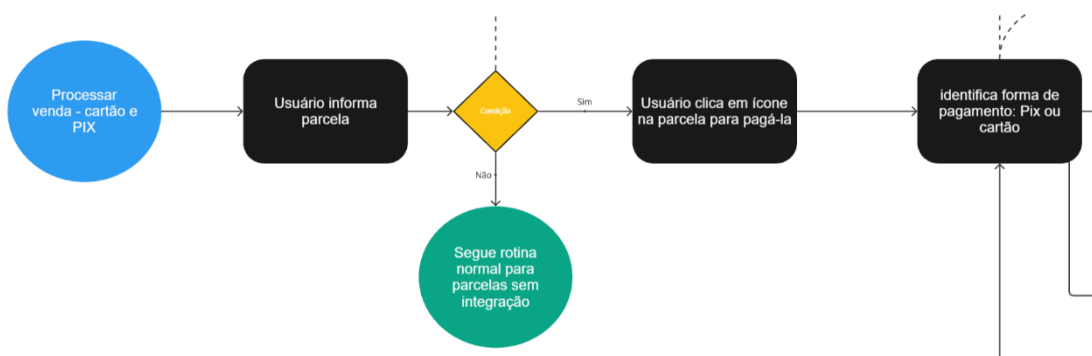 Processar
venda - cartão e
PIX
Usuário informa
parcela
Condição
Sim
Usuário clica em ícone
na parcela para pagá-la
identifica forma de
pagamento: Pix ou
cartão
Não
Segue rotina
normal para
parcelas sem
integração